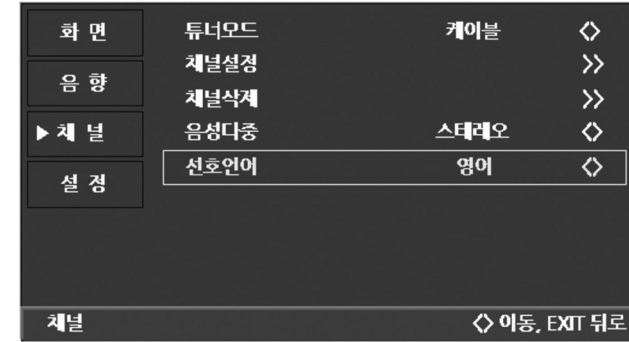 화 면
음 향
▶채 널
설 정
튜너모드 케이블 <>
채널설정 >>
채널삭제 >>
음성다중 스테레오 <>
선호언어 영어 <>
채널 <> 이동, EXIT 뒤로